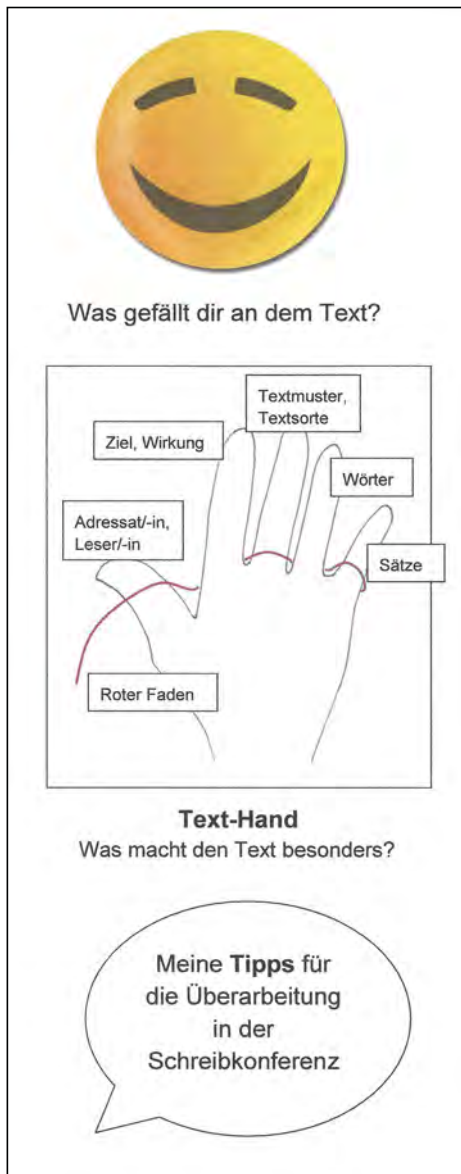 Was gefällt dir an dem Text?
Textmuster,
Textsorte
Ziel, Wirkung
Wörter
Adressat/-in,
Leser/-in
Sätze
Roter Faden
Text-Hand
Was macht den Text besonders?
Meine Tipps für
die Überarbeitung
in der
Schreibkonferenz